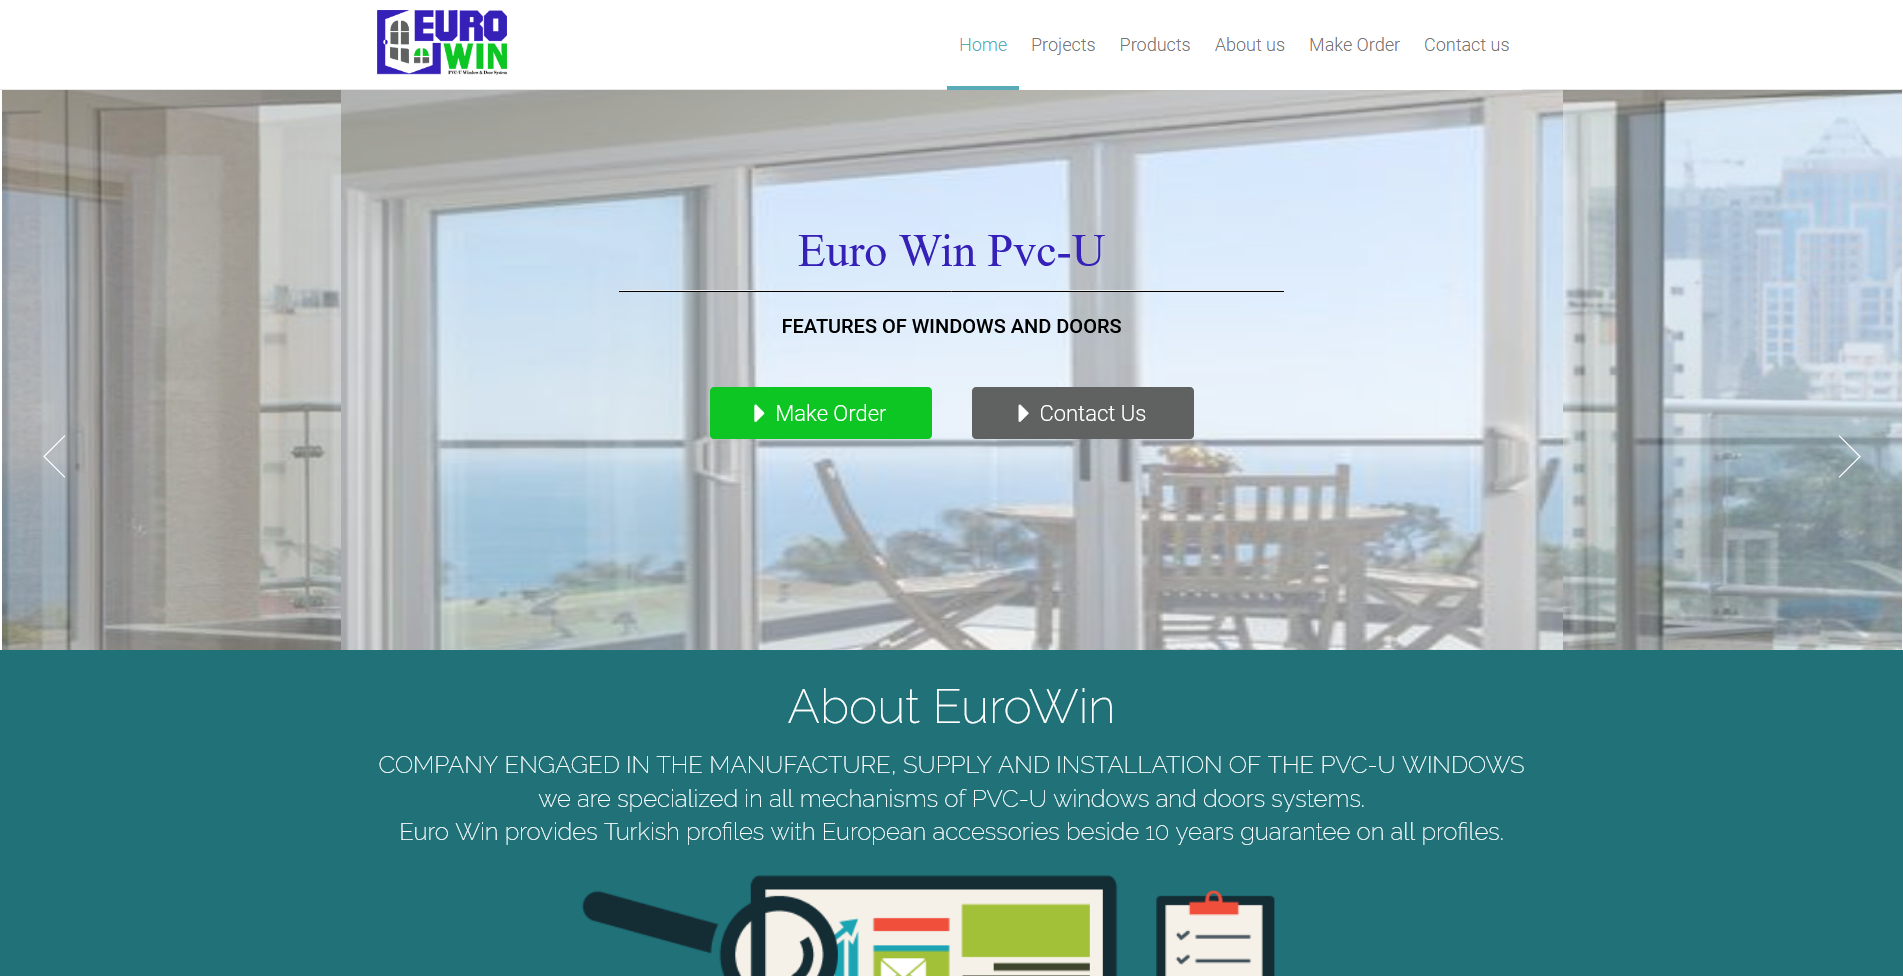 EURO
WIN
PVC-U Window & Door System
Home
Projects
Products
About us
Make Order
Contact us
Euro Win Pvc-U
FEATURES OF WINDOWS AND DOORS
Make Order
Contact Us
About EuroWin
COMPANY ENGAGED IN THE MANUFACTURE, SUPPLY AND INSTALLATION OF THE PVC-U WINDOWS
we are specialized in all mechanisms of PVC-U windows and doors systems.
Euro Win provides Turkish profiles with European accessories beside 10 years guarantee on all profiles.